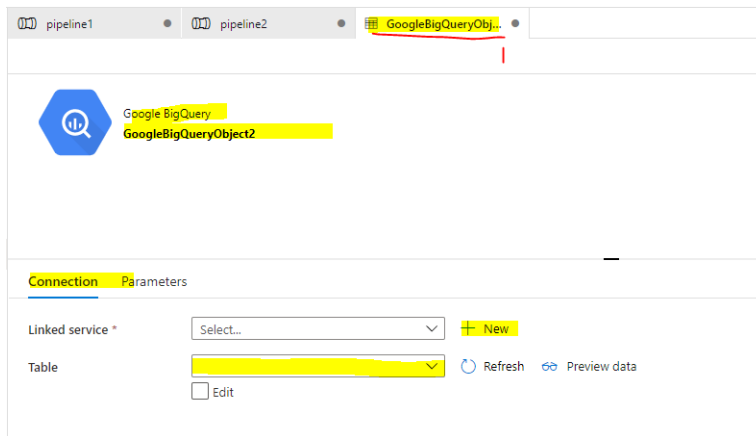 pipeline1
pipeline2
GoogleBigQueryObj...
Google BigQuery
GoogleBigQueryObject2
Connection
Parameters
Linked service *
Select...
New
Table
Refresh
Preview data
Edit